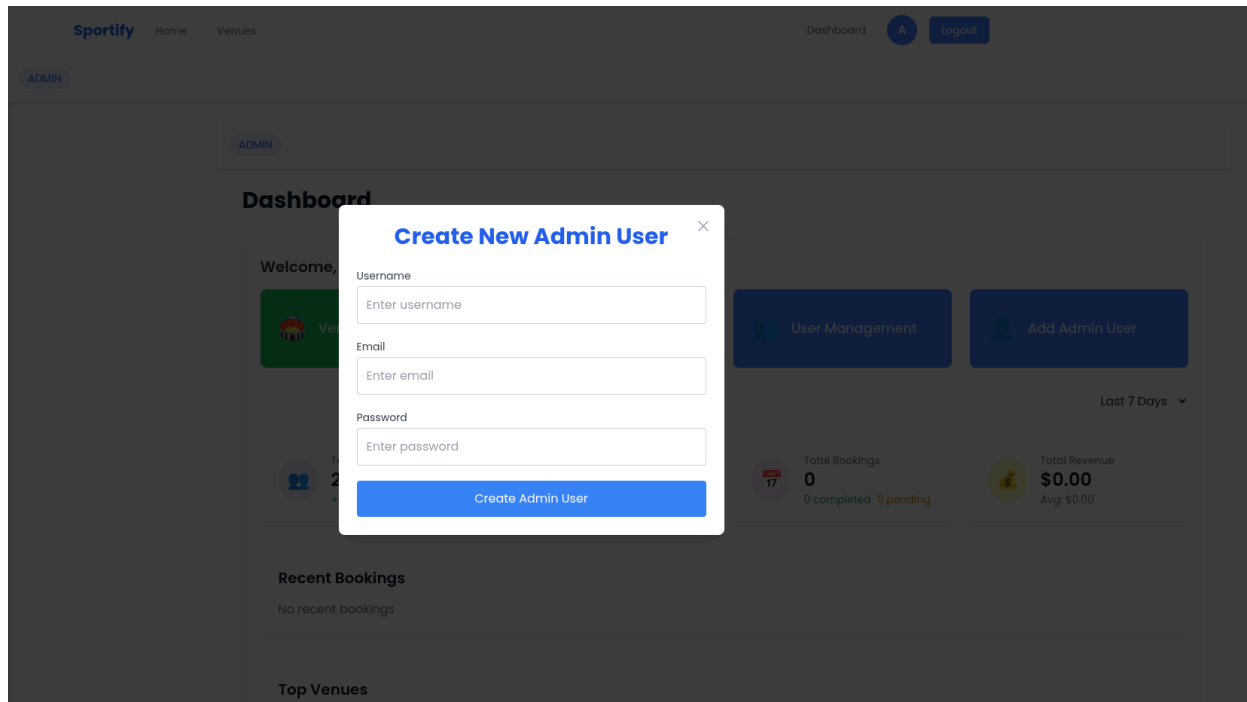 Sportify Home Venues Dashboard A Logout
ADMIN
ADMIN
Dashboard
Create New Admin User
Welcome,
Username
Enter username
User Management Add Admin User
Email
Enter email
Last 7 Days
Password
Enter password
Total Bookings Total Revenue
17 0 $0.00
0 completed 0 pending Avg: $0.00
Create Admin User
Recent Bookings
No recent bookings
Top Venues